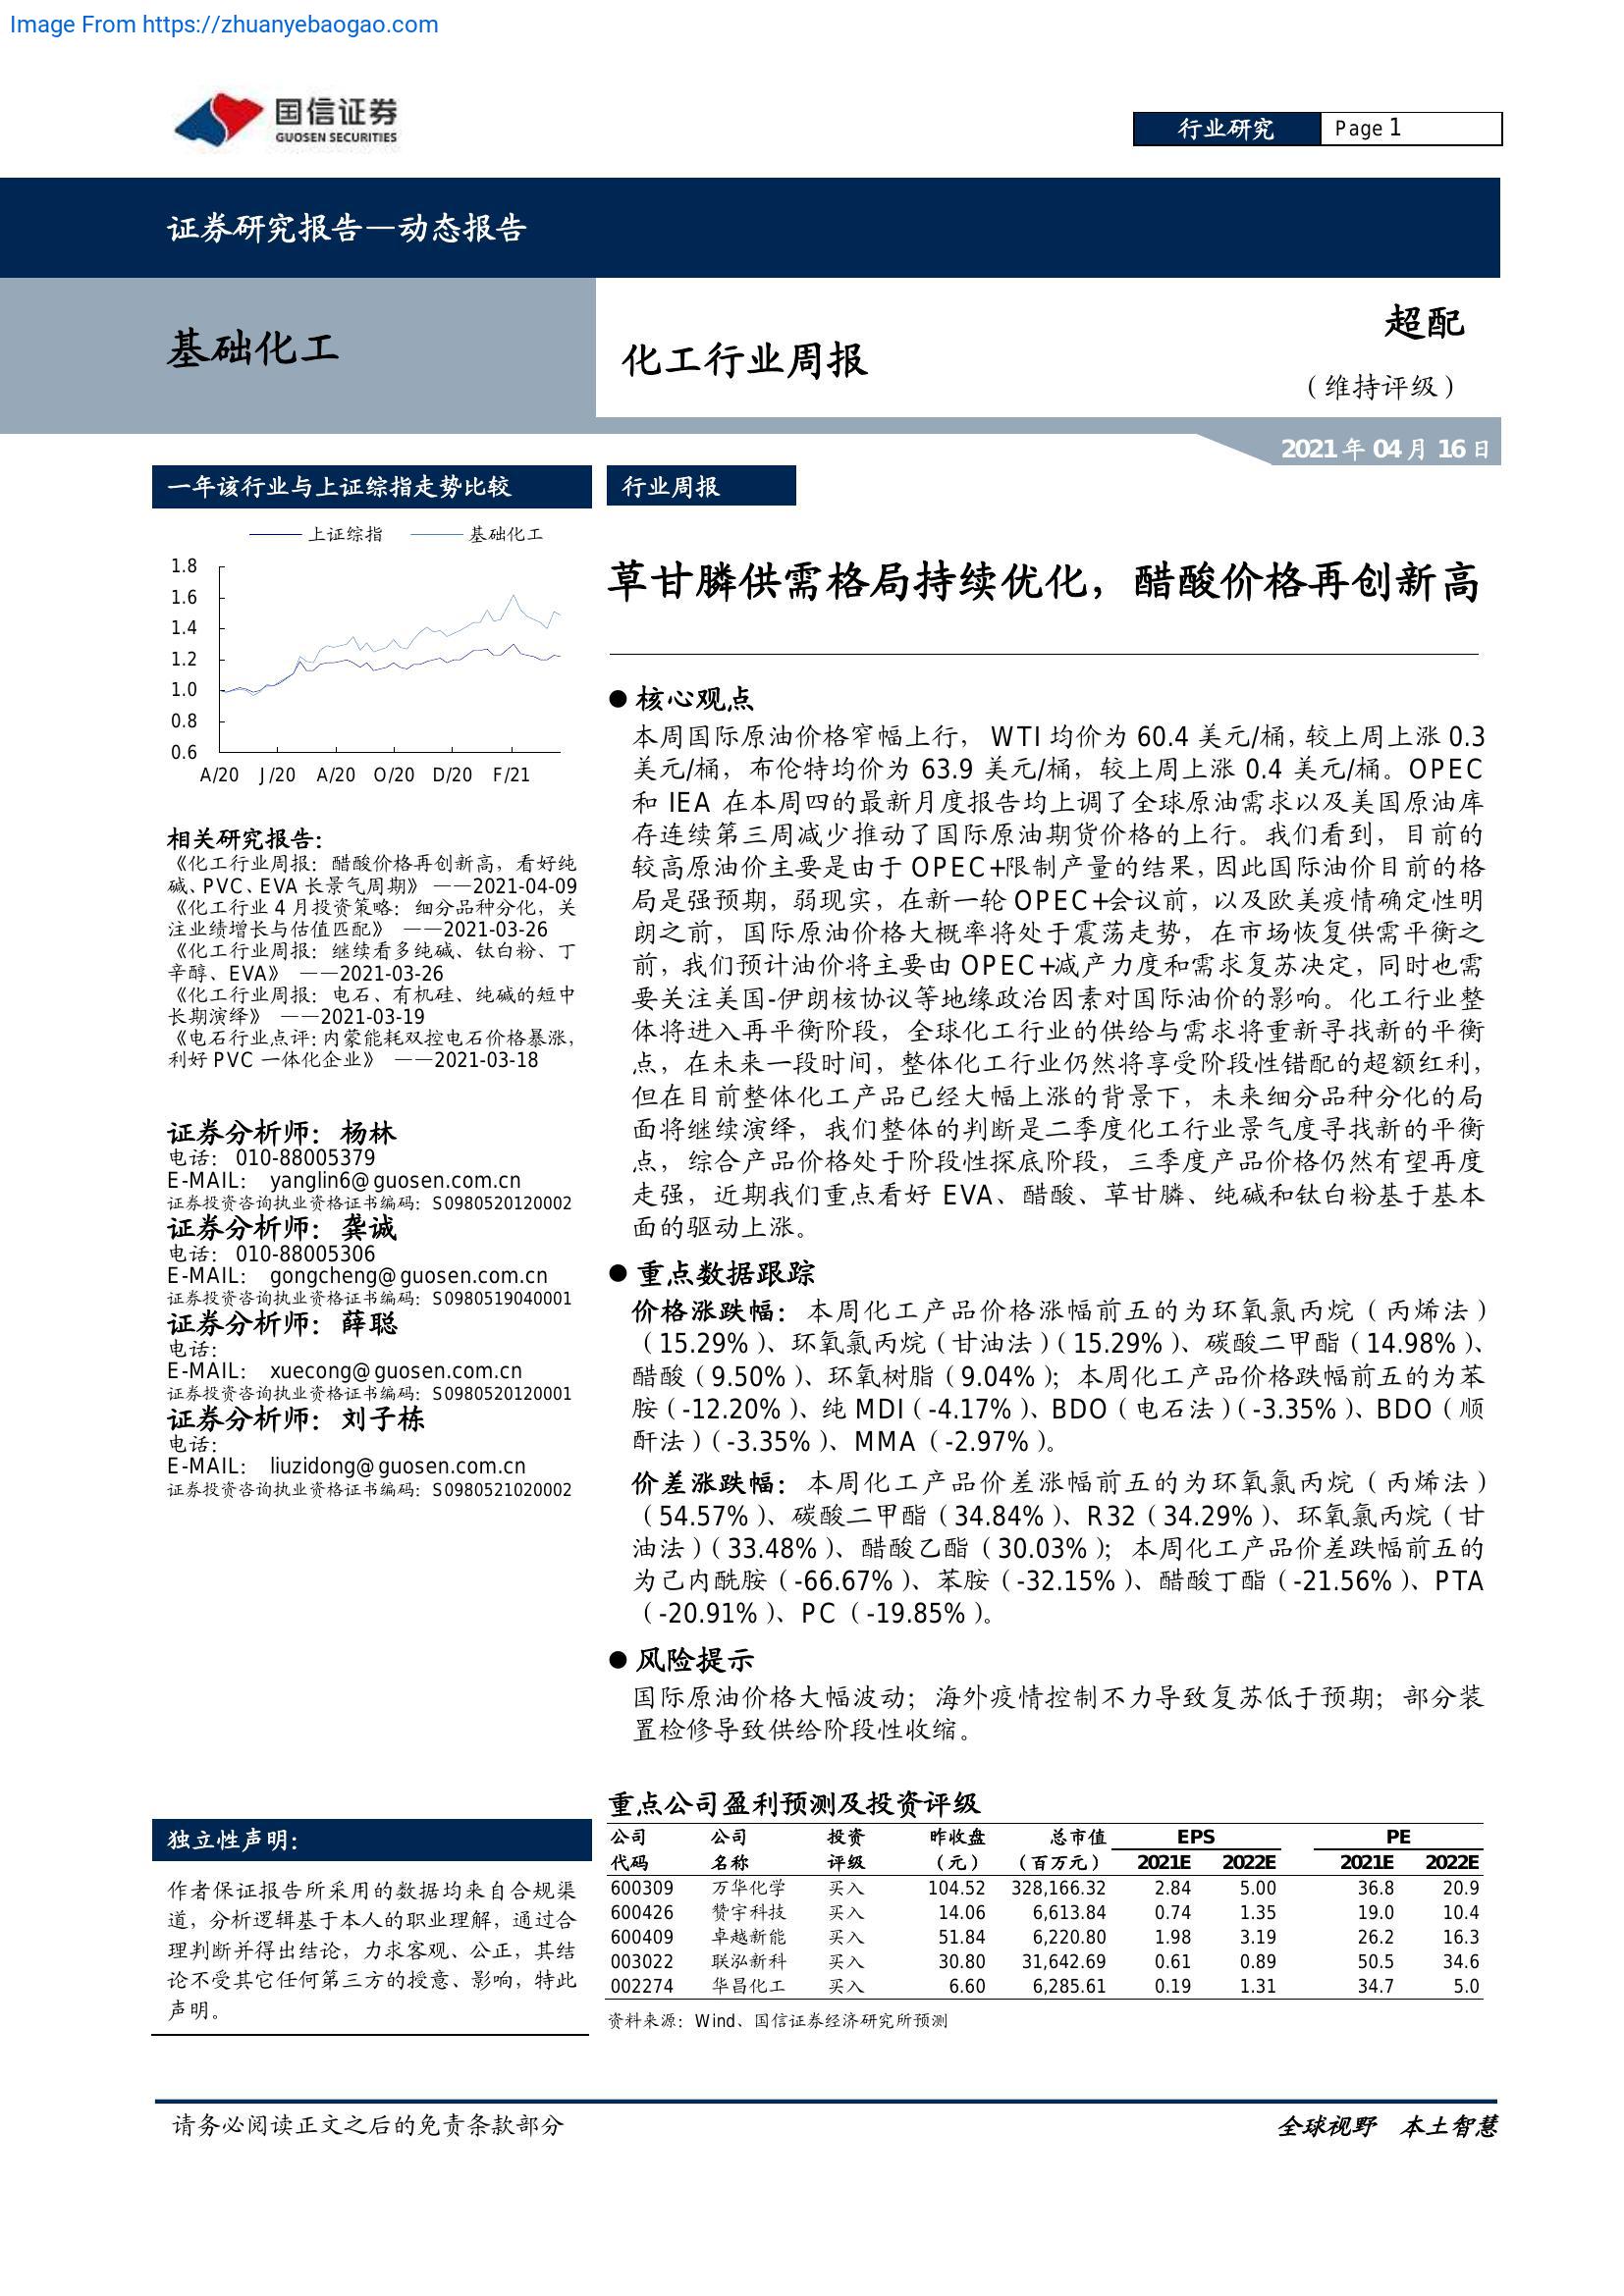 Image From https://zhuanyebaogao.com
国信证券
GUOSEN SECURITIES
行业研究
Page 1
证券研究报告—动态报告
基础化工
化工行业周报
超配
（维持评级）
2021 年 04 月 16 日
一年该行业与上证综指走势比较
上证综指 基础化工
1.8
1.6
1.4
1.2
1.0
0.8
0.6
A/20 J/20 A/20 O/20 D/20 F/21
相关研究报告：
《化工行业周报：醋酸价格再创新高，看好纯
碱、PVC、EVA 长景气周期》 ——2021-04-09
《化工行业 4 月投资策略：细分品种分化，关
注业绩增长与估值匹配》 ——2021-03-26
《化工行业周报：继续看多纯碱、钛白粉、丁
辛醇、EVA》 ——2021-03-26
《化工行业周报：电石、有机硅、纯碱的短中
长期演绎》 ——2021-03-19
《电石行业点评：内蒙能耗双控电石价格暴涨，
利好 PVC 一体化企业》 ——2021-03-18
证券分析师：杨林
电话： 010-88005379
E-MAIL： yanglin6@guosen.com.cn
证券投资咨询执业资格证书编码：S0980520120002
证券分析师：龚诚
电话： 010-88005306
E-MAIL： gongcheng@guosen.com.cn
证券投资咨询执业资格证书编码：S0980519040001
证券分析师：薛聪
电话：
E-MAIL： xuecong@guosen.com.cn
证券投资咨询执业资格证书编码：S0980520120001
证券分析师：刘子栋
电话：
E-MAIL： liuzidong@guosen.com.cn
证券投资咨询执业资格证书编码：S0980521020002
独立性声明：
作者保证报告所采用的数据均来自合规渠
道，分析逻辑基于本人的职业理解，通过合
理判断并得出结论，力求客观、公正，其结
论不受其它任何第三方的授意、影响，特此
声明。
行业周报
草甘膦供需格局持续优化，醋酸价格再创新高
● 核心观点
本周国际原油价格窄幅上行， WTI 均价为 60.4 美元/桶，较上周上涨 0.3
美元/桶，布伦特均价为 63.9 美元/桶，较上周上涨 0.4 美元/桶。OPEC
和 IEA 在本周四的最新月度报告均上调了全球原油需求以及美国原油库
存连续第三周减少推动了国际原油期货价格的上行。我们看到，目前的
较高原油价主要是由于 OPEC+限制产量的结果，因此国际油价目前的格
局是强预期，弱现实，在新一轮 OPEC+会议前，以及欧美疫情确定性明
朗之前，国际原油价格大概率将处于震荡走势，在市场恢复供需平衡之
前，我们预计油价将主要由 OPEC+减产力度和需求复苏决定，同时也需
要关注美国-伊朗核协议等地缘政治因素对国际油价的影响。化工行业整
体将进入再平衡阶段，全球化工行业的供给与需求将重新寻找新的平衡
点，在未来一段时间，整体化工行业仍然将享受阶段性错配的超额红利，
但在目前整体化工产品已经大幅上涨的背景下，未来细分品种分化的局
面将继续演绎，我们整体的判断是二季度化工行业景气度寻找新的平衡
点，综合产品价格处于阶段性探底阶段，三季度产品价格仍然有望再度
走强，近期我们重点看好 EVA、醋酸、草甘膦、纯碱和钛白粉基于基本
面的驱动上涨。
● 重点数据跟踪
价格涨跌幅：本周化工产品价格涨幅前五的为环氧氯丙烷（丙烯法）
（15.29%）、环氧氯丙烷（甘油法）（15.29%）、碳酸二甲酯（14.98%）、
醋酸（9.50%）、环氧树脂（9.04%）；本周化工产品价格跌幅前五的为苯
胺（-12.20%）、纯 MDI（-4.17%）、BDO（电石法）（-3.35%）、BDO（顺
酐法）（-3.35%）、MMA（-2.97%）。
价差涨跌幅：本周化工产品价差涨幅前五的为环氧氯丙烷（丙烯法）
（54.57%）、碳酸二甲酯（34.84%）、R32（34.29%）、环氧氯丙烷（甘
油法）（33.48%）、醋酸乙酯（30.03%）；本周化工产品价差跌幅前五的
为己内酰胺（-66.67%）、苯胺（-32.15%）、醋酸丁酯（-21.56%）、PTA
（-20.91%）、PC（-19.85%）。
● 风险提示
国际原油价格大幅波动；海外疫情控制不力导致复苏低于预期；部分装
置检修导致供给阶段性收缩。
重点公司盈利预测及投资评级
公司 公司 投资 昨收盘 总市值 EPS PE
代码 名称 评级 （元） （百万元） 2021E 2022E 2021E 2022E
600309 万华化学 买入 104.52 328,166.32 2.84 5.00 36.8 20.9
600426 赞宇科技 买入 14.06 6,613.84 0.74 1.35 19.0 10.4
600409 卓越新能 买入 51.84 6,220.80 1.98 3.19 26.2 16.3
003022 联泓新科 买入 30.80 31,642.69 0.61 0.89 50.5 34.6
002274 华昌化工 买入 6.60 6,285.61 0.19 1.31 34.7 5.0
资料来源：Wind、国信证券经济研究所预测
请务必阅读正文之后的免责条款部分
全球视野 本土智慧